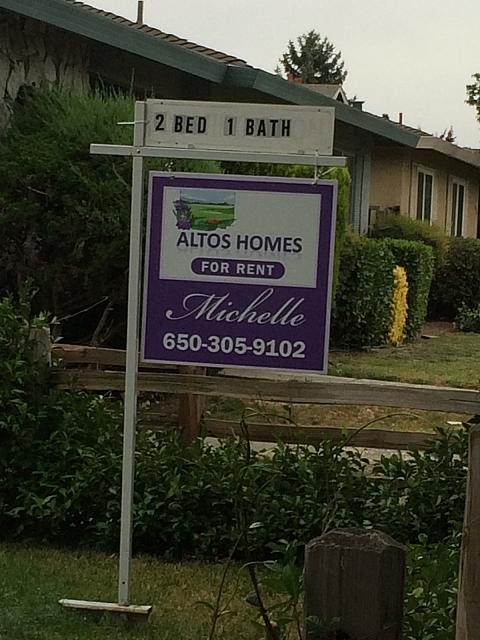 2 BED 1 BATH
ALTOS HOMES
FOR RENT
Michelle
650-305-9102